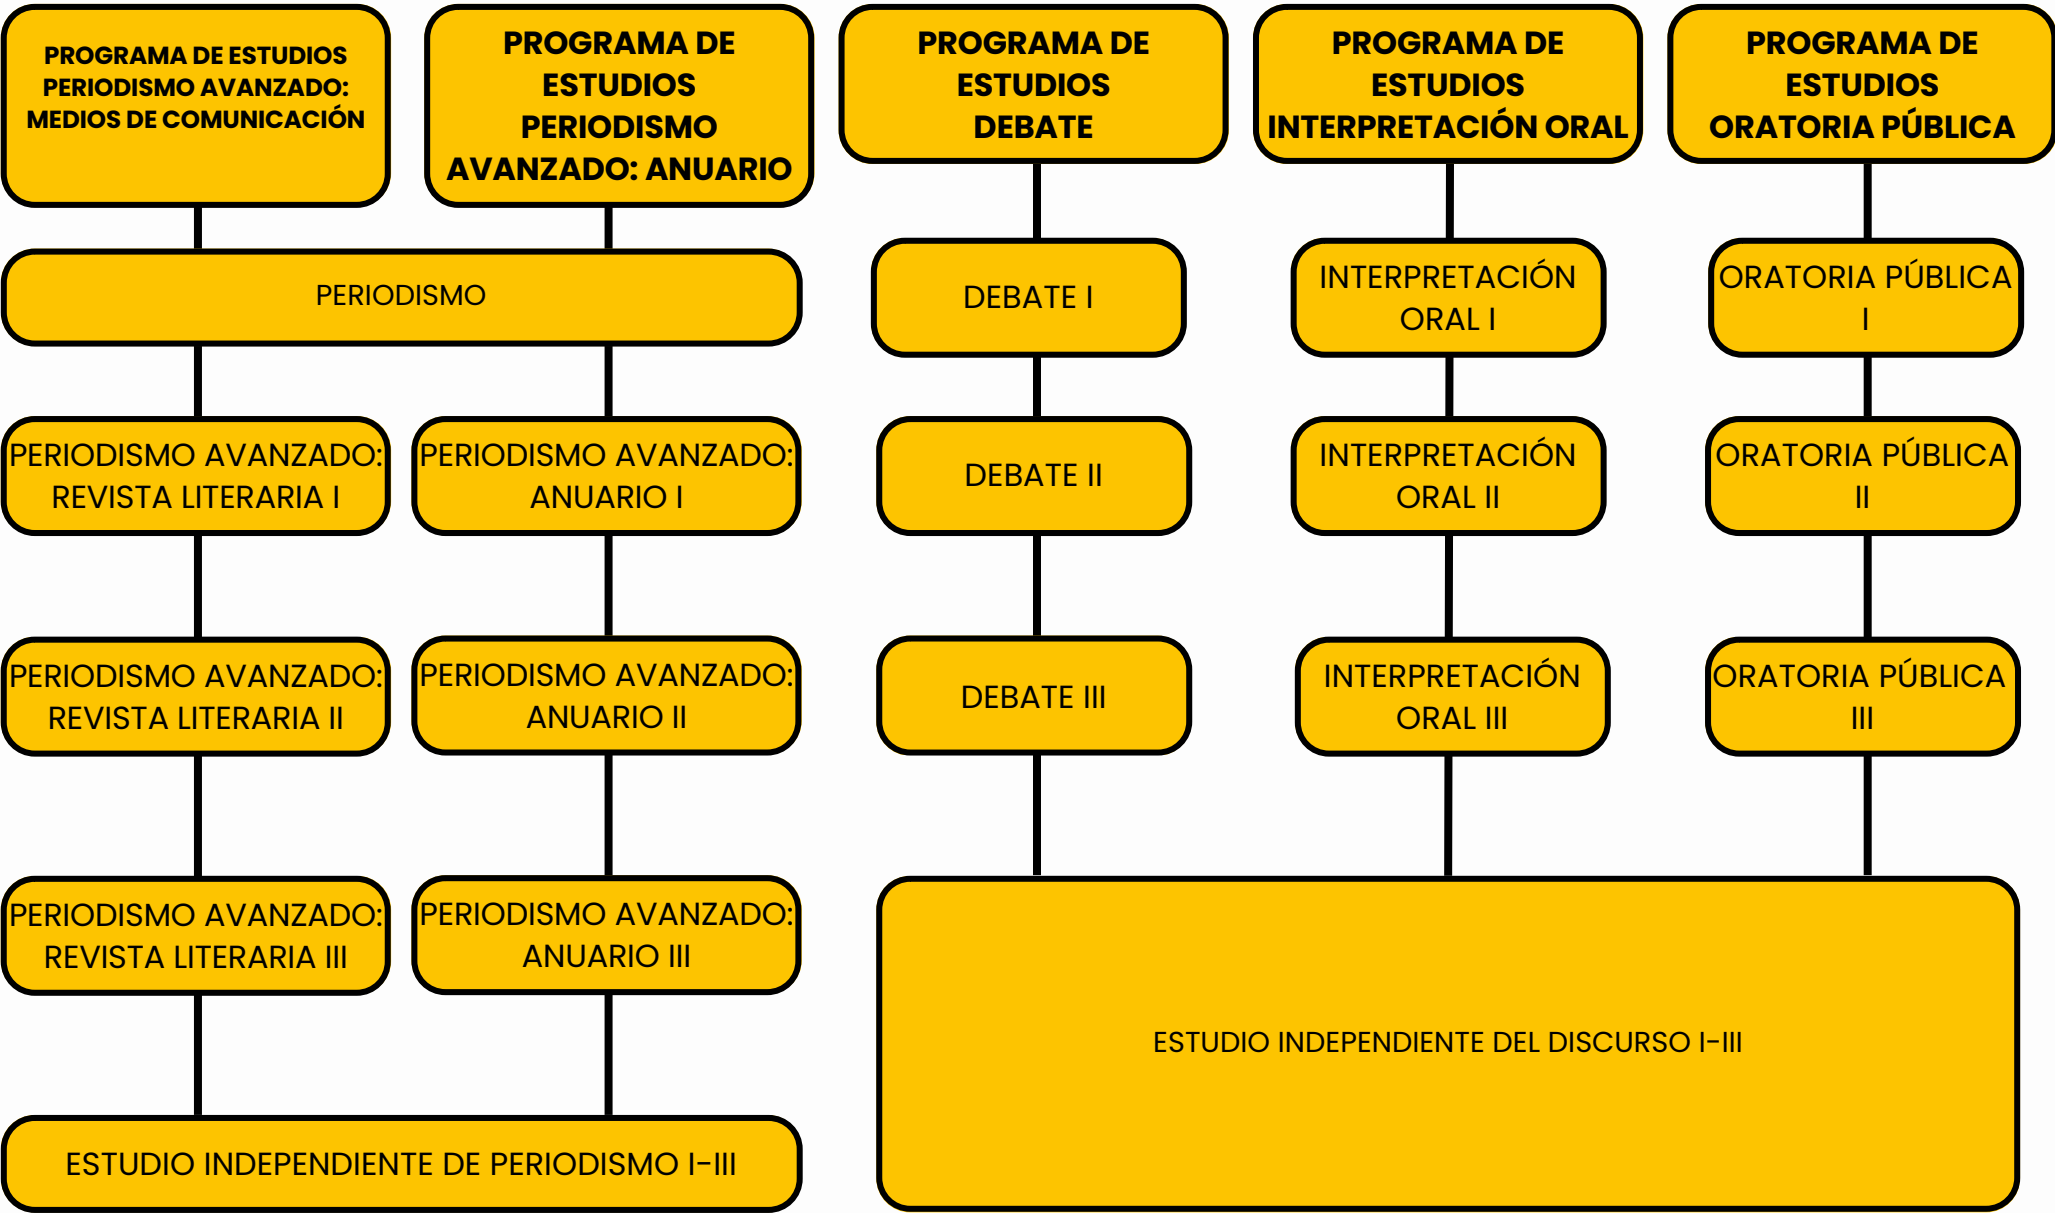 PROGRAMA DE ESTUDIOS
PERIODISMO AVANZADO:
MEDIOS DE COMUNICACIÓN
PROGRAMA DE
ESTUDIOS
PERIODISMO
AVANZADO: ANUARIO
PROGRAMA DE
ESTUDIOS
DEBATE
PROGRAMA DE
ESTUDIOS
INTERPRETACIÓN ORAL
PROGRAMA DE
ESTUDIOS
ORATORIA PÚBLICA
PERIODISMO
DEBATE I
INTERPRETACIÓN
ORAL I
ORATORIA PÚBLICA
I
PERIODISMO AVANZADO:
REVISTA LITERARIA I
PERIODISMO AVANZADO:
ANUARIO I
DEBATE II
INTERPRETACIÓN
ORAL II
ORATORIA PÚBLICA
II
PERIODISMO AVANZADO:
REVISTA LITERARIA II
PERIODISMO AVANZADO:
ANUARIO II
DEBATE III
INTERPRETACIÓN
ORAL III
ORATORIA PÚBLICA
III
PERIODISMO AVANZADO:
REVISTA LITERARIA III
PERIODISMO AVANZADO:
ANUARIO III
ESTUDIO INDEPENDIENTE DEL DISCURSO I-III
ESTUDIO INDEPENDIENTE DE PERIODISMO I-III